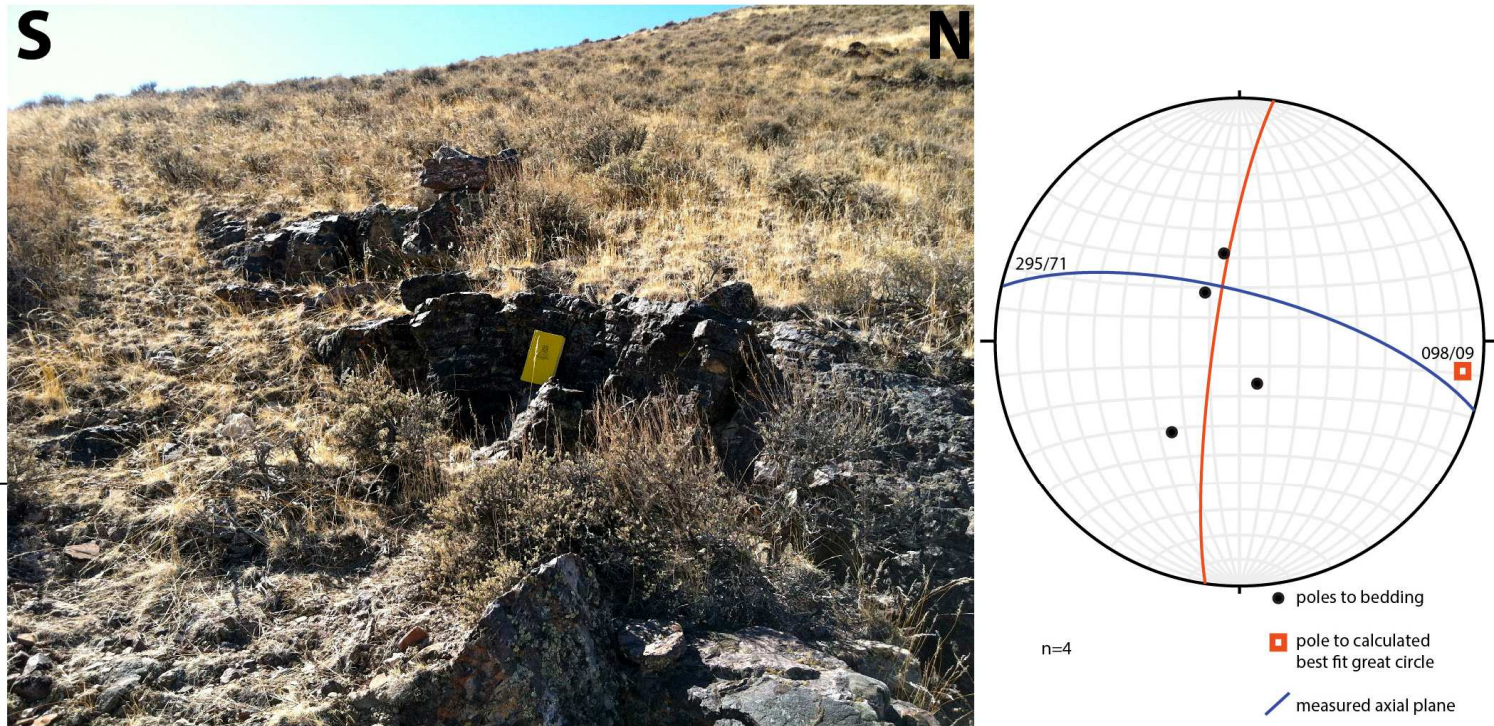 S
N
295/71
098/09
poles to bedding
n=4
pole to calculated
best fit great circle
measured axial plane